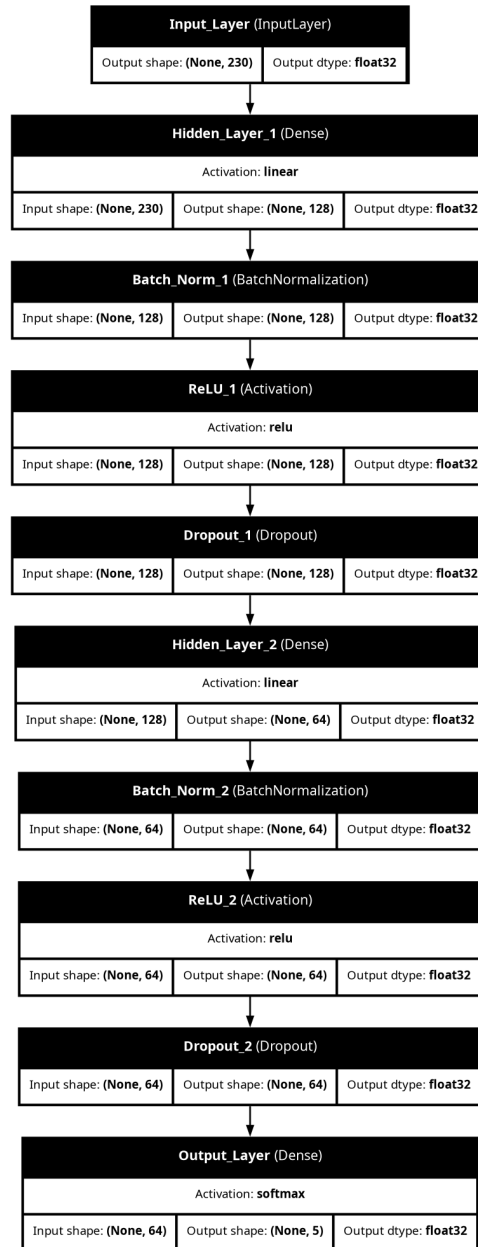 Input_Layer (InputLayer)
Output shape: (None, 230) Output dtype: float32
Hidden_Layer_1 (Dense)
Activation: linear
Input shape: (None, 230) Output shape: (None, 128) Output dtype: float32
Batch_Norm_1 (BatchNormalization)
Input shape: (None, 128) Output shape: (None, 128) Output dtype: float32
ReLU_1 (Activation)
Activation: relu
Input shape: (None, 128) Output shape: (None, 128) Output dtype: float32
Dropout_1 (Dropout)
Input shape: (None, 128) Output shape: (None, 128) Output dtype: float32
Hidden_Layer_2 (Dense)
Activation: linear
Input shape: (None, 128) Output shape: (None, 64) Output dtype: float32
Batch_Norm_2 (BatchNormalization)
Input shape: (None, 64) Output shape: (None, 64) Output dtype: float32
ReLU_2 (Activation)
Activation: relu
Input shape: (None, 64) Output shape: (None, 64) Output dtype: float32
Dropout_2 (Dropout)
Input shape: (None, 64) Output shape: (None, 64) Output dtype: float32
Output_Layer (Dense)
Activation: softmax
Input shape: (None, 64) Output shape: (None, 5) Output dtype: float32